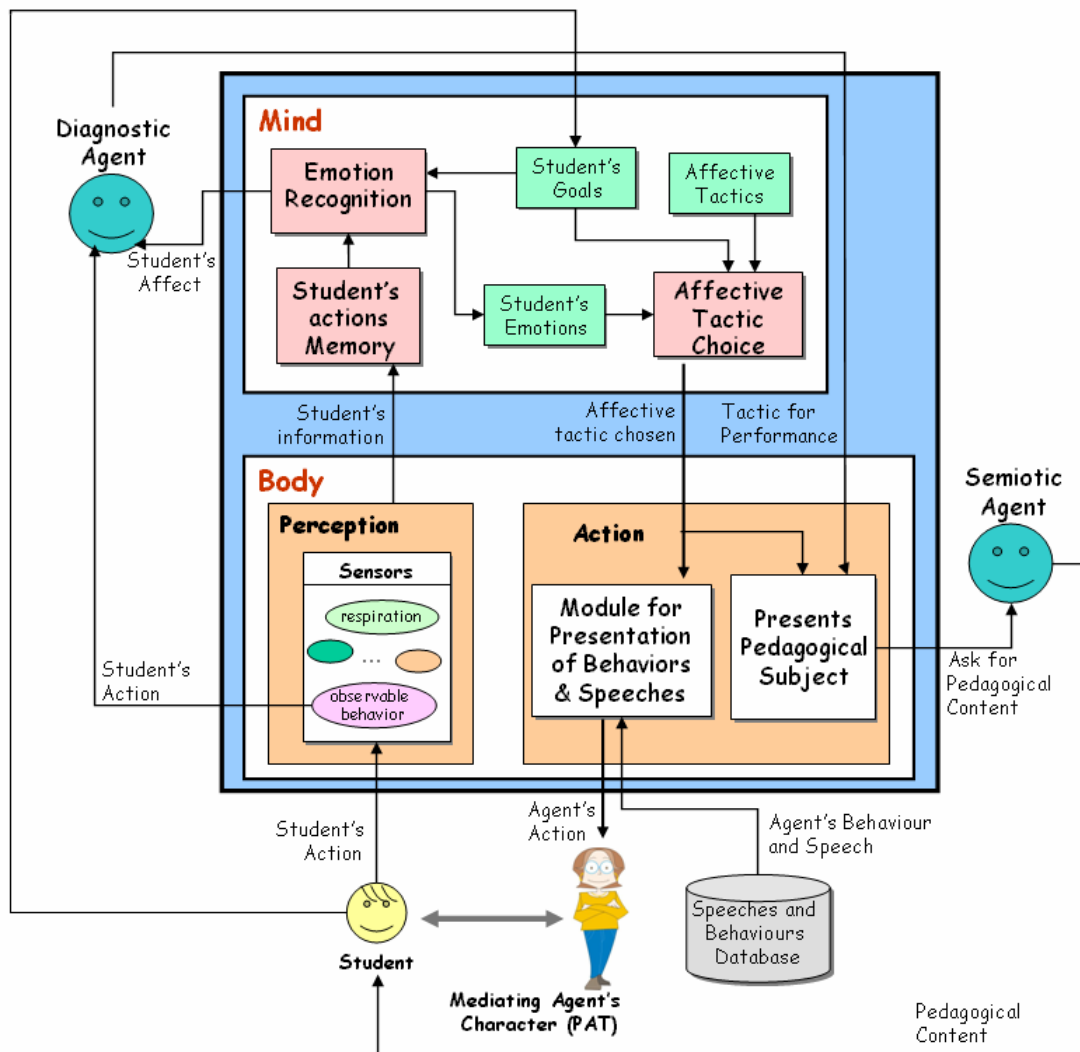 Mind
Diagnostic
Agent
Emotion
Recognition
Student's
Goals
Affective
Tactics
Student's
Affect
Student's
actions
Memory
Student's
Emotions
Affective
Tactic
Choice
Student's
information
Affective
tactic chosen
Tactic for
Performance
Body
Semiotic
Agent
Perception
Action
Sensors
respiration
...
observable
behavior
Module for
Presentation
of Behaviors
& Speeches
Presents
Pedagogical
Subject
Student's
Action
Ask for
Pedagogical
Content
Student's
Action
Agent's
Action
Agent's Behaviour
and Speech
Speeches and
Behaviours
Database
Student
Mediating Agent's
Character (PAT)
Pedagogical
Content